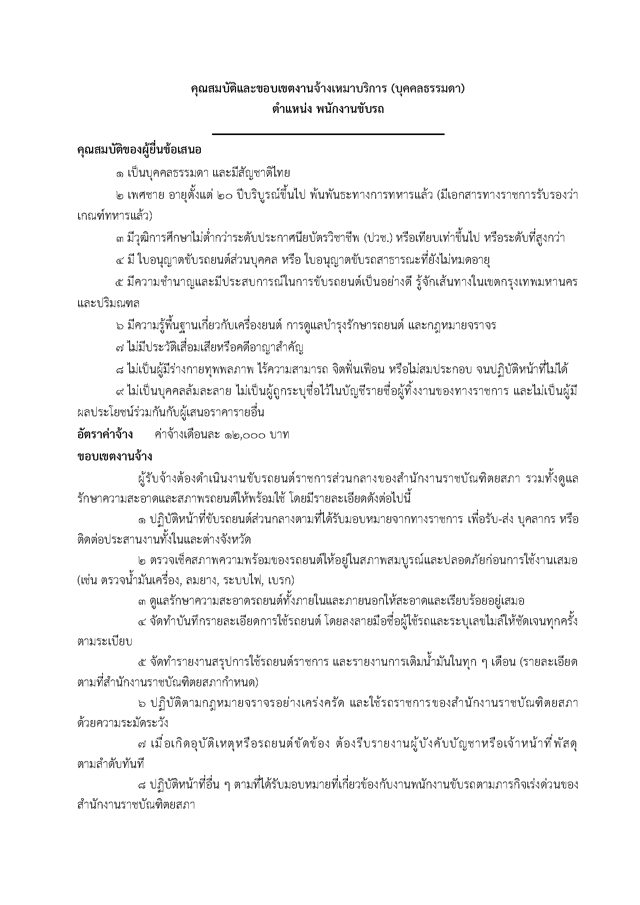 คุณสมบัติและขอบเขตงานจ้างเหมาบริการ (บุคคลธรรมดา)
ตำแหน่ง พนักงานขับรถ
คุณสมบัติของผู้ยื่นข้อเสนอ
๑ เป็นบุคคลธรรมดา และมีสัญชาติไทย
๒ เพศชาย อายุตั้งแต่ ๒๐ ปีบริบูรณ์ขึ้นไป พ้นพันธะทางการทหารแล้ว (มีเอกสารทางราชการรับรองว่า
เกณฑ์ทหารแล้ว)
๓ มีวุฒิการศึกษาไม่ต่ำกว่าระดับประกาศนียบัตรวิชาชีพ (ปวช.) หรือเทียบเท่าขึ้นไป หรือระดับที่สูงกว่า
๔ มี ใบอนุญาตขับรถยนต์ส่วนบุคคล หรือ ใบอนุญาตขับรถสาธารณะที่ยังไม่หมดอายุ
๕ มีความชำนาญและมีประสบการณ์ในการขับรถยนต์เป็นอย่างดี รู้จักเส้นทางในเขตกรุงเทพมหานคร
และปริมณฑล
๖ มีความรู้พื้นฐานเกี่ยวกับเครื่องยนต์ การดูแลบำรุงรักษารถยนต์ และกฎหมายจราจร
๗ ไม่มีประวัติเสื่อมเสียหรือคดีอาญาสำคัญ
๘ ไม่เป็นผู้มีร่างกายทุพพลภาพ ไร้ความสามารถ จิตฟั่นเฟือน หรือไม่สมประกอบ จนปฏิบัติหน้าที่ไม่ได้
๙ ไม่เป็นบุคคลล้มละลาย ไม่เป็นผู้ถูกระบุชื่อไว้ในบัญชีรายชื่อผู้ทิ้งงานของทางราชการ และไม่เป็นผู้มี
ผลประโยชน์ร่วมกันกับผู้เสนอราคารายอื่น
อัตราค่าจ้าง ค่าจ้างเดือนละ ๑๒,๐๐๐ บาท
ขอบเขตงานจ้าง
ผู้รับจ้างต้องดำเนินงานขับรถยนต์ราชการส่วนกลางของสำนักงานราชบัณฑิตยสภา รวมทั้งดูแล
รักษาความสะอาดและสภาพรถยนต์ให้พร้อมใช้ โดยมีรายละเอียดดังต่อไปนี้
๑ ปฏิบัติหน้าที่ขับรถยนต์ส่วนกลางตามที่ได้รับมอบหมายจากทางราชการ เพื่อรับ-ส่ง บุคลากร หรือ
ติดต่อประสานงานทั้งในและต่างจังหวัด
๒ ตรวจเช็คสภาพความพร้อมของรถยนต์ให้อยู่ในสภาพสมบูรณ์และปลอดภัยก่อนการใช้งานเสมอ
(เช่น ตรวจน้ำมันเครื่อง, ลมยาง, ระบบไฟ, เบรก)
๓ ดูแลรักษาความสะอาดรถยนต์ทั้งภายในและภายนอกให้สะอาดและเรียบร้อยอยู่เสมอ
๔ จัดทำบันทึกรายละเอียดการใช้รถยนต์ โดยลงลายมือชื่อผู้ใช้รถและระบุเลขไมล์ให้ชัดเจนทุกครั้ง
ตามระเบียบ
๕ จัดทำรายงานสรุปการใช้รถยนต์ราชการ และรายงานการเติมน้ำมันในทุก ๆ เดือน (รายละเอียด
ตามที่สำนักงานราชบัณฑิตยสภากำหนด)
๖ ปฏิบัติตามกฎหมายจราจรอย่างเคร่งครัด และใช้รถราชการของสำนักงานราชบัณฑิตยสภา
ด้วยความระมัดระวัง
๗ เมื่อเกิดอุบัติเหตุหรือรถยนต์ขัดข้อง ต้องรีบรายงานผู้บังคับบัญชาหรือเจ้าหน้าที่พัสดุ
ตามลำดับทันที
๘ ปฏิบัติหน้าที่อื่น ๆ ตามที่ได้รับมอบหมายที่เกี่ยวข้องกับงานพนักงานขับรถตามภารกิจเร่งด่วนของ
สำนักงานราชบัณฑิตยสภา